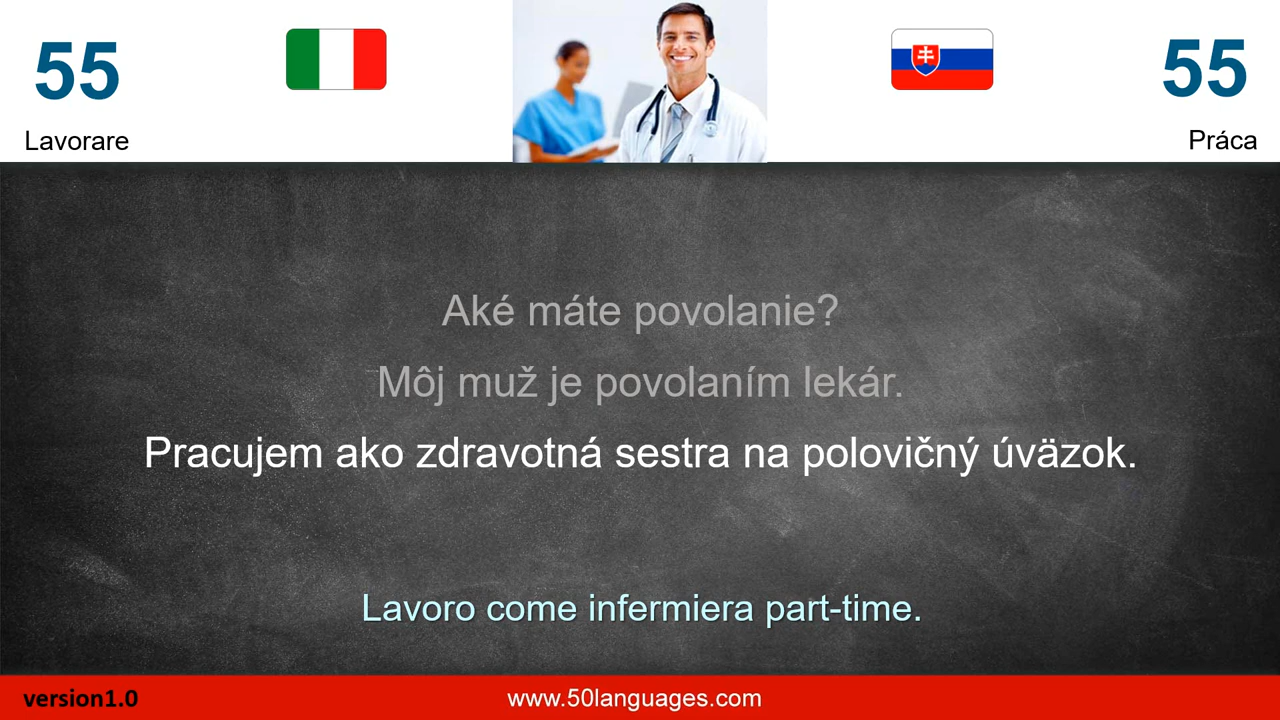 55
55
Lavorare
Práca
Aké máte povolanie?
Môj muž je povolaním lekár.
Pracujem ako zdravotná sestra na polovičný úväzok.
Lavoro come infermiera part-time.
version1.0
www.50languages.com